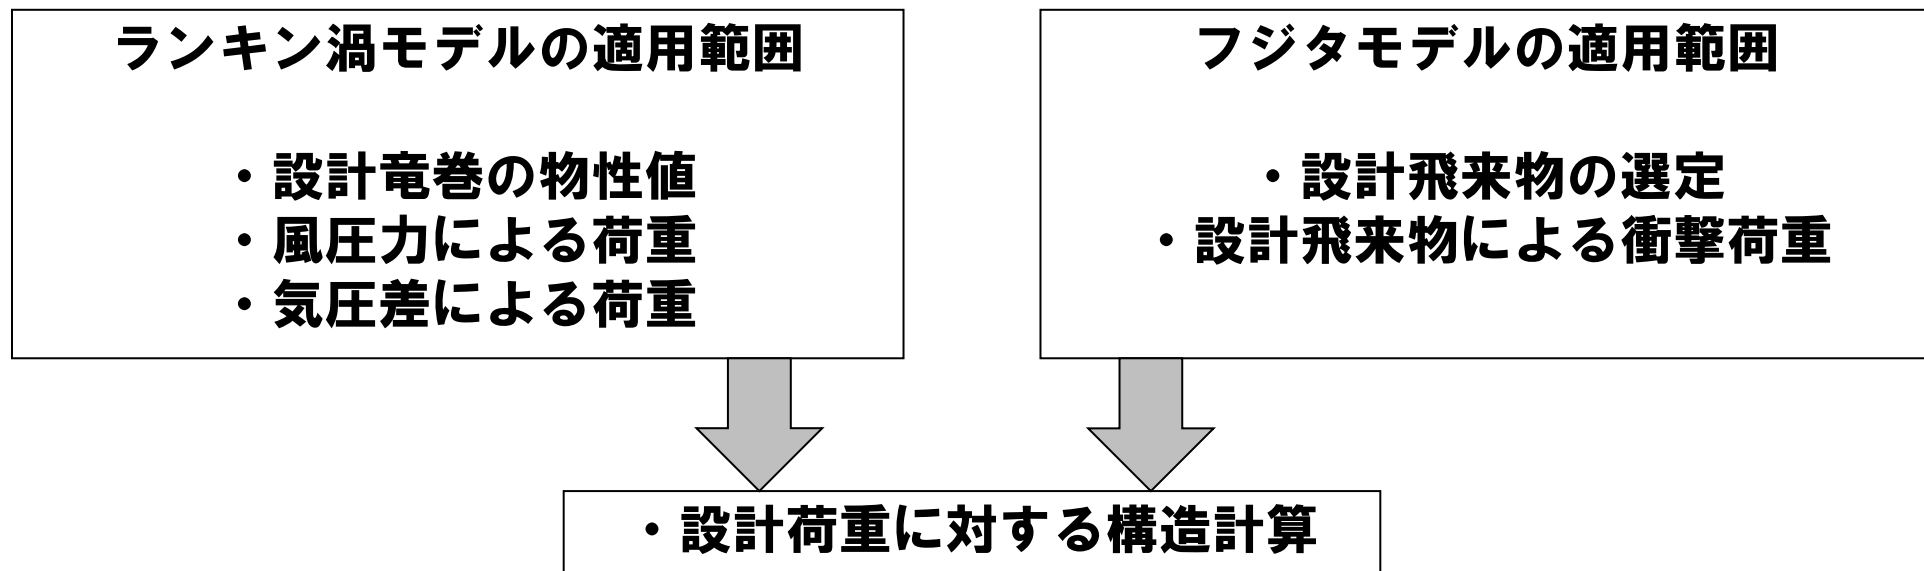 ランキン渦モデルの適用範囲
・設計竜巻の物性値
・風圧力による荷重
・気圧差による荷重
フジタモデルの適用範囲
・設計飛来物の選定
・設計飛来物による衝撃荷重
・設計荷重に対する構造計算